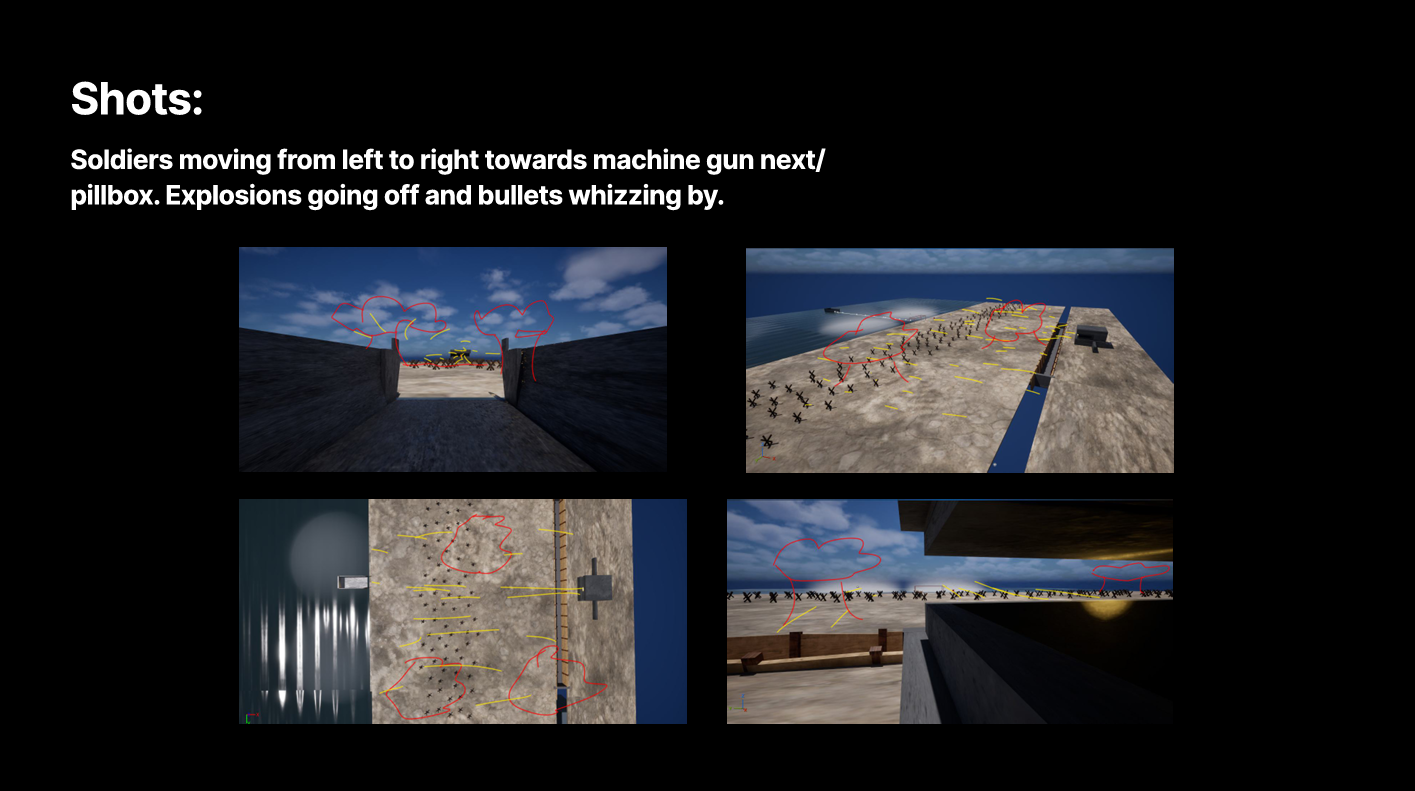 Shots:
Soldiers moving from left to right towards machine gun next/
pillbox. Explosions going off and bullets whizzing by.